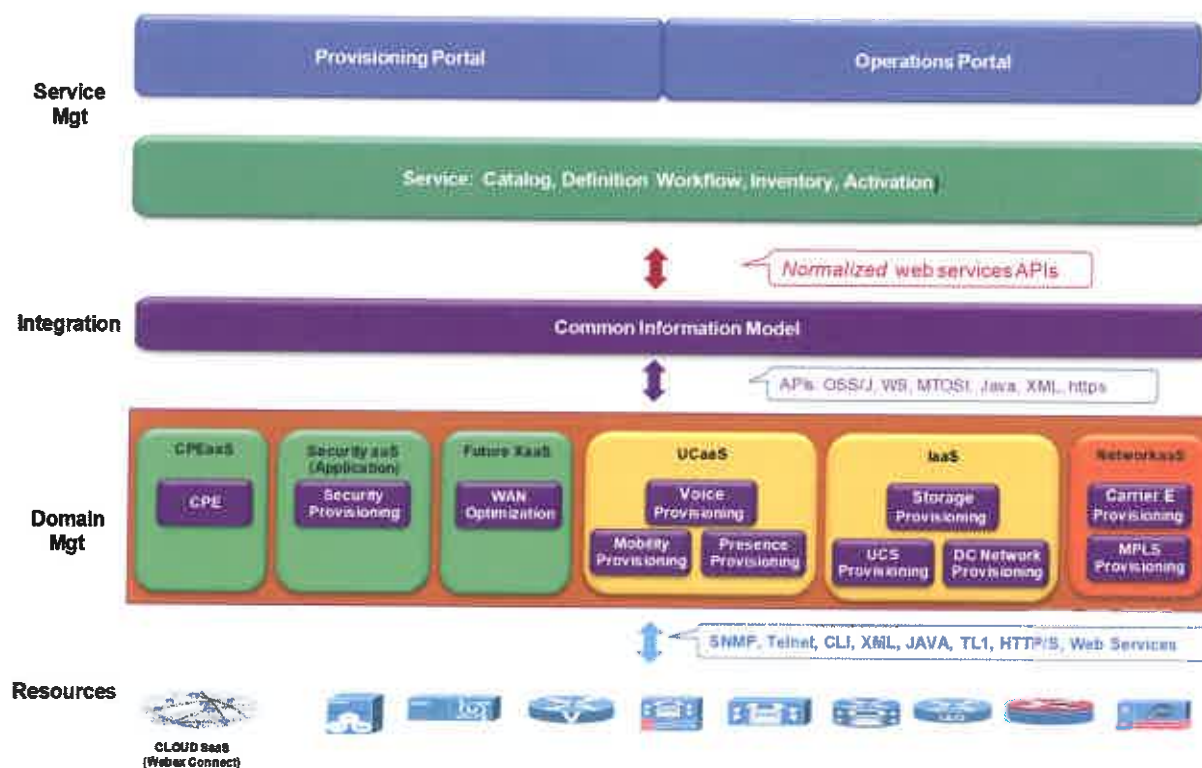 Provisioning Portal
Operations Portal
Service
Mgt
Service: Catalog, Definition Workflow, Inventory, Activation
Normalized web services APIs
Integration
Common Information Model
APIs: OSS/J, WS, MTOSI, Java, XML, https
CPEaaS
Security aaS
(Application)
Future XaaS
UCaaS
IaaS
NetworkaaS
CPE
Security
Provisioning
WAN
Optimization
Voice
Provisioning
Storage
Provisioning
Carrier E
Provisioning
Domain
Mgt
Mobility
Provisioning
Presence
Provisioning
UCS
Provisioning
DC Network
Provisioning
MPLS
Provisioning
SNMP, Telnet, CLI, XML, JAVA, TL1, HTTP/S, Web Services
Resources
CLOUD SaaS
(Webex Connect)